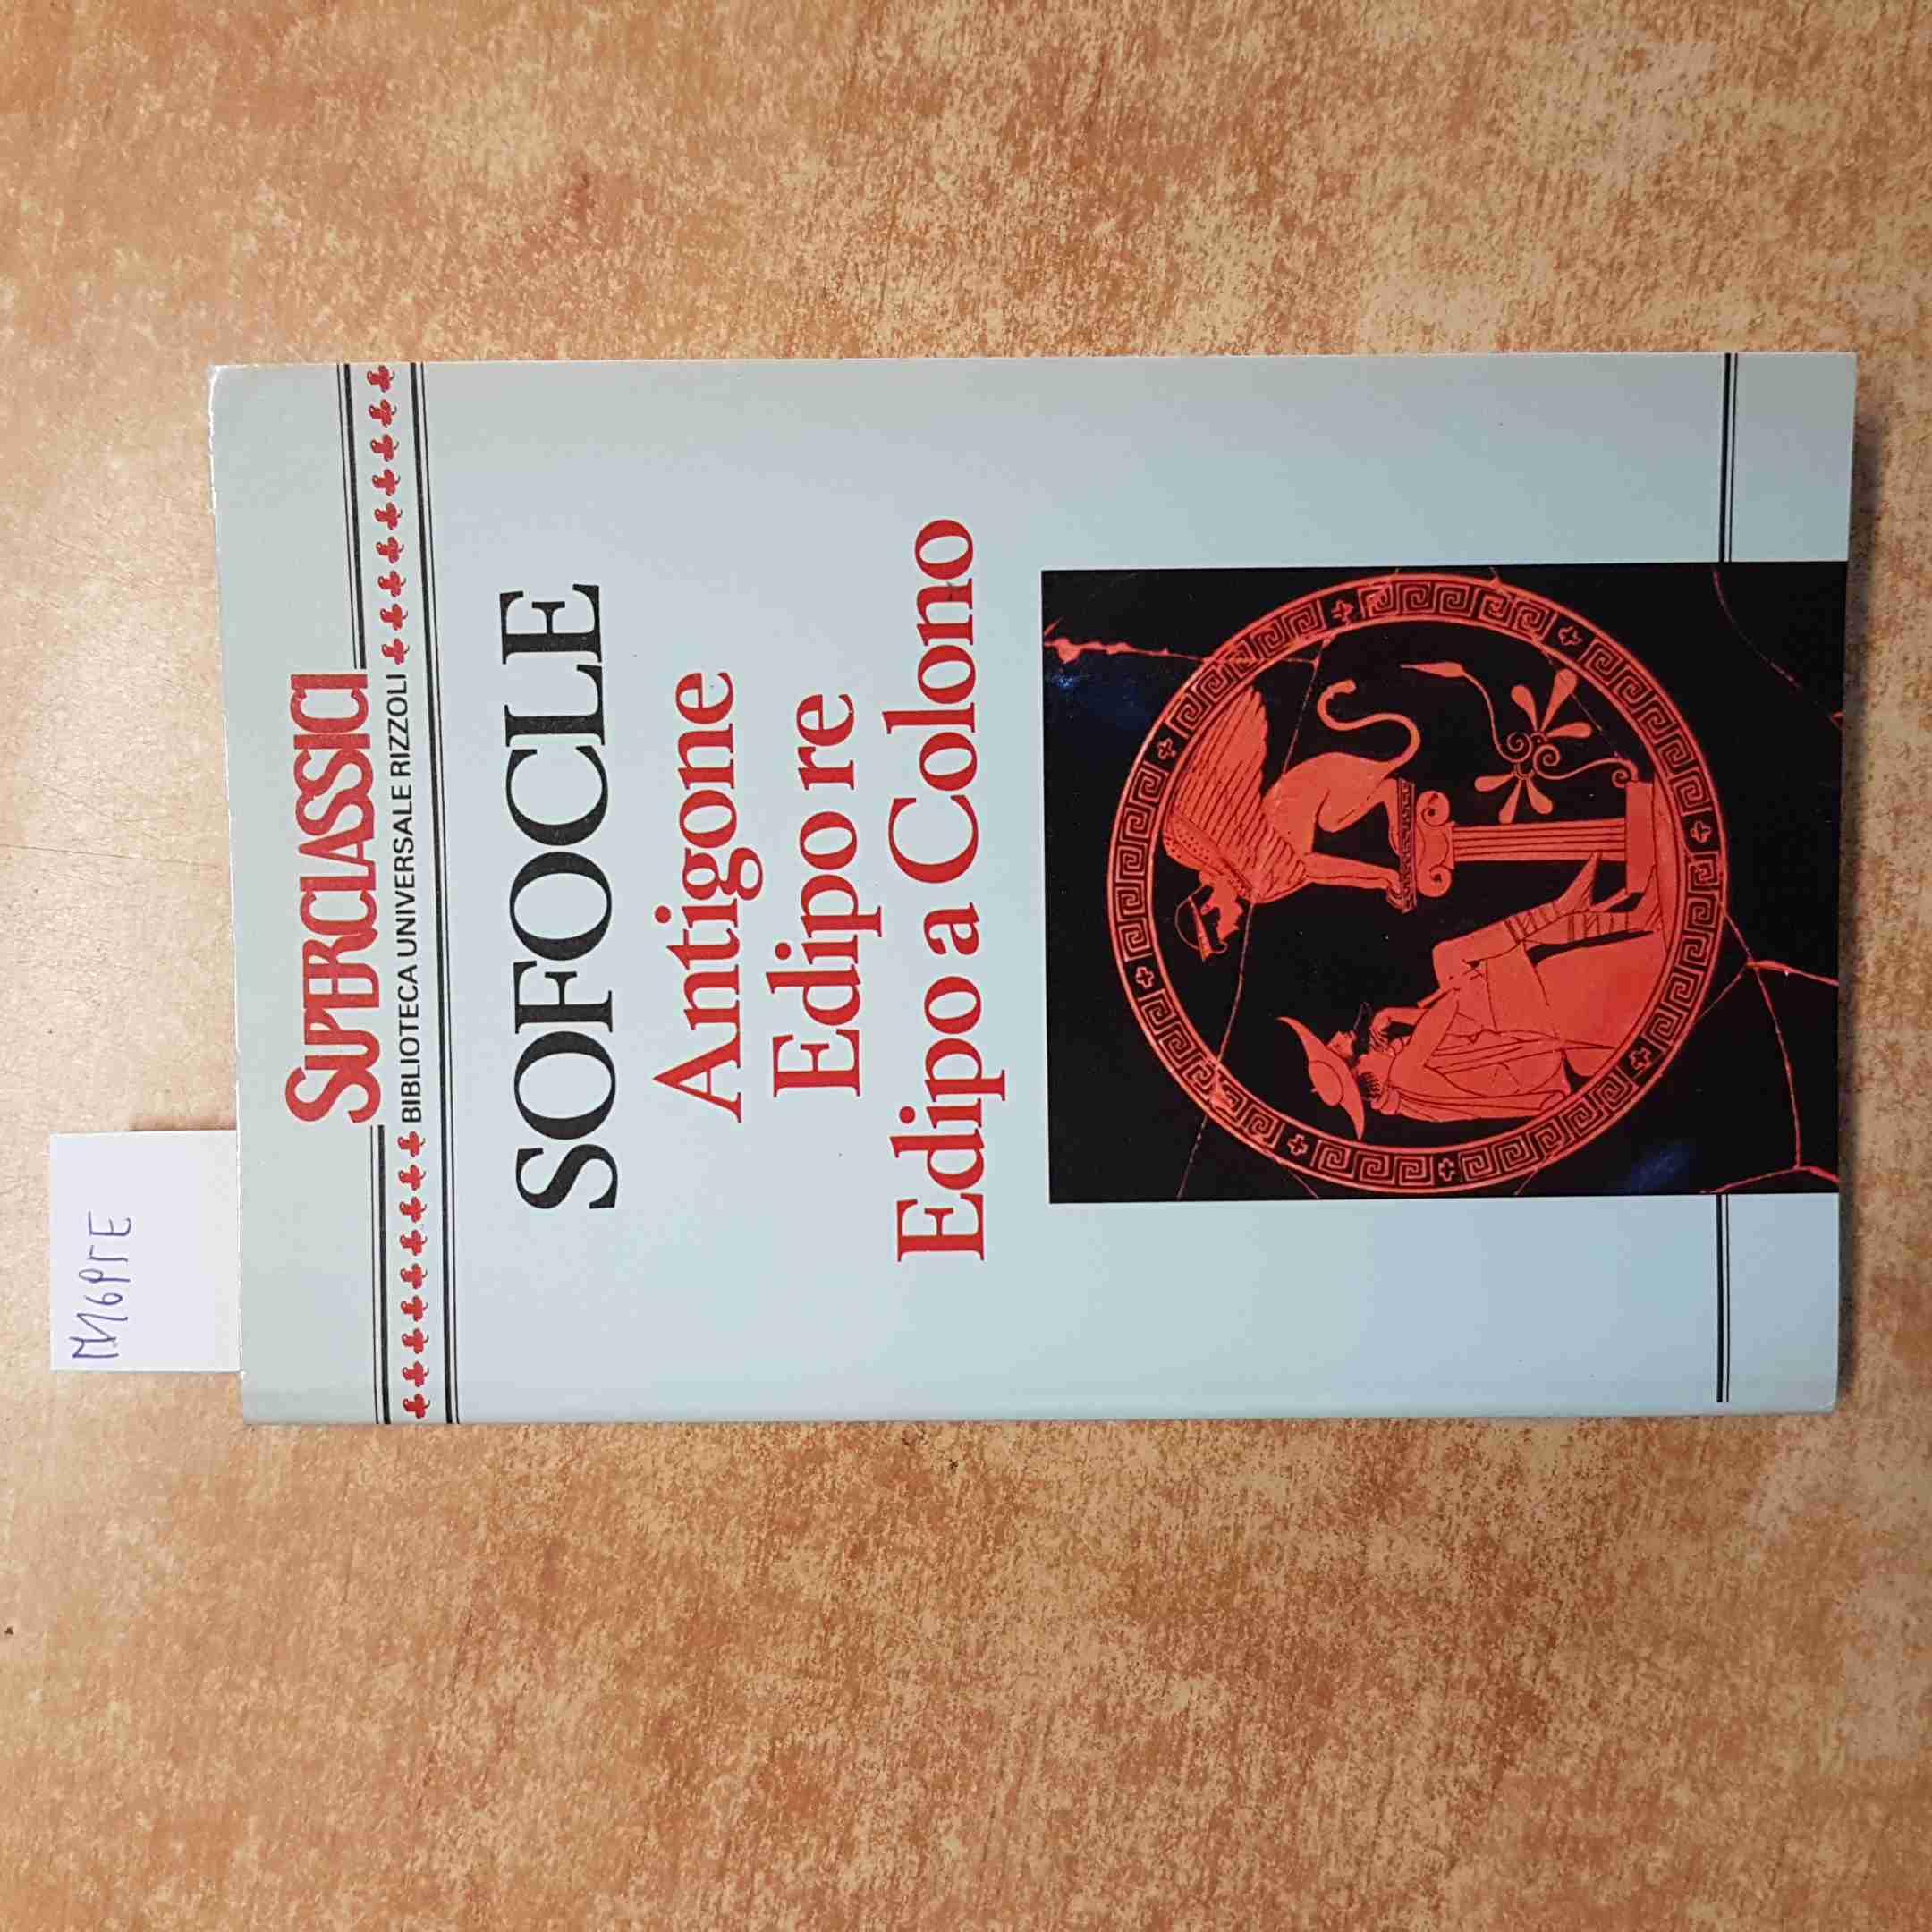 SUPERCLASSICI
BIBLIOTECA UNIVERSALE RIZZOLI
SOFOCLE
Antigone
Edipo re
Edipo a Colono